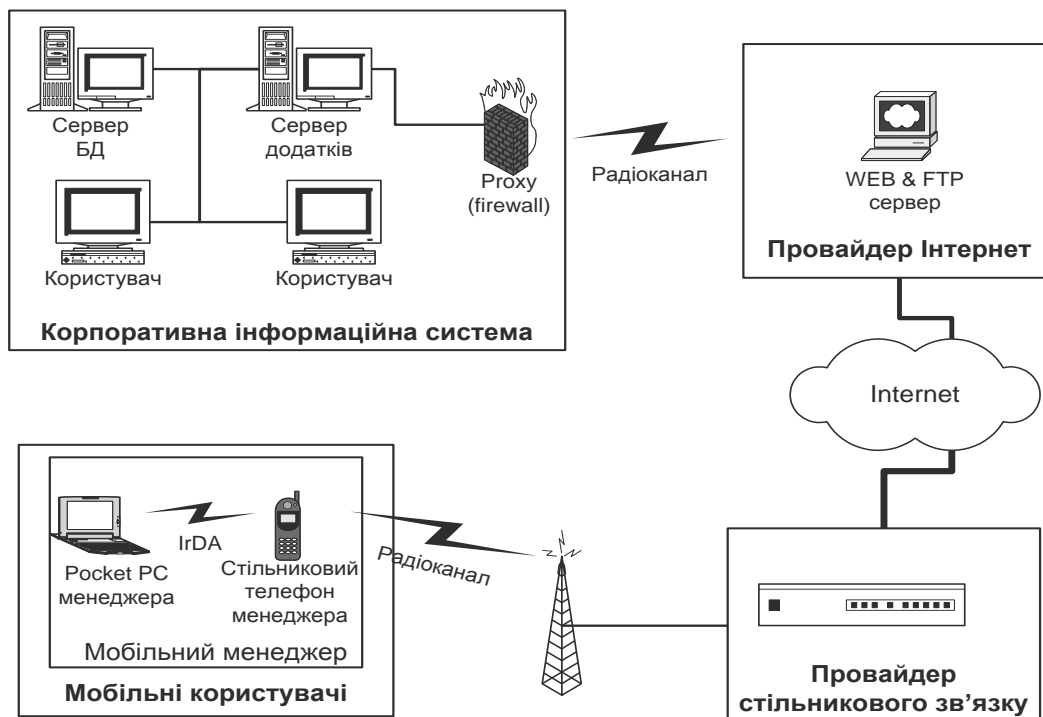 Сервер
БД
Сервер
додатків
Proxy
(firewall)
Користувач
Користувач
Корпоративна інформаційна система
Радіоканал
WEB & FTP
сервер
Провайдер Інтернет
Internet
IrDA
Pocket PC
менеджера
Стільниковий
телефон
менеджера
Мобільний менеджер
Мобільні користувачі
Радіоканал
Провайдер
стільникового зв’язку